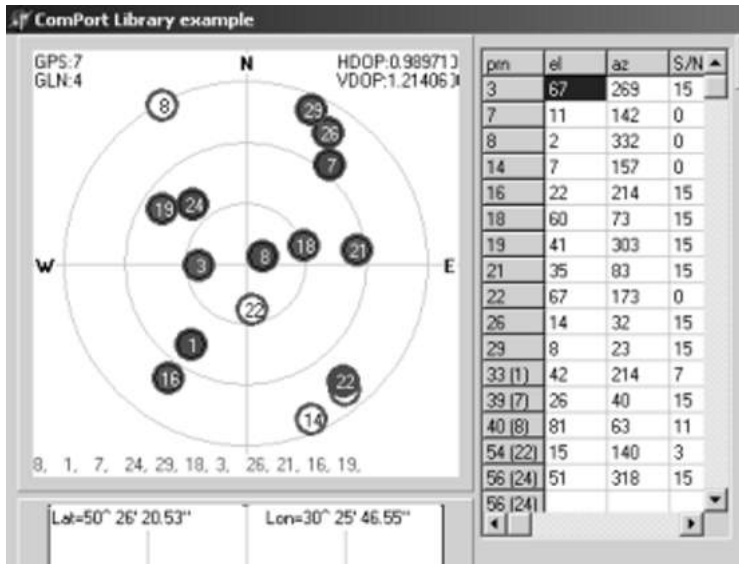 ComPort Library example
GPS:7 N HDOP:0.98971
GLN:4 VDOP:1.21406
8 29
26
7
19 24
18 21
W 3 8 E
22
1
16 22
14
8, 1, 7, 24, 29, 18, 3, 26, 21, 16, 19,
Lat=50^ 26' 20.53" Lon=30^ 25' 46.55"
prn el az S/N
3 67 269 15
7 11 142 0
8 2 332 0
14 7 157 0
16 22 214 15
18 60 73 15
19 41 303 15
21 35 83 15
22 67 173 0
26 14 32 15
29 8 23 15
33 (1) 42 214 7
39 (7) 26 40 15
40 (8) 81 63 11
54 (22) 15 140 3
56 (24) 51 318 15
56 (24)